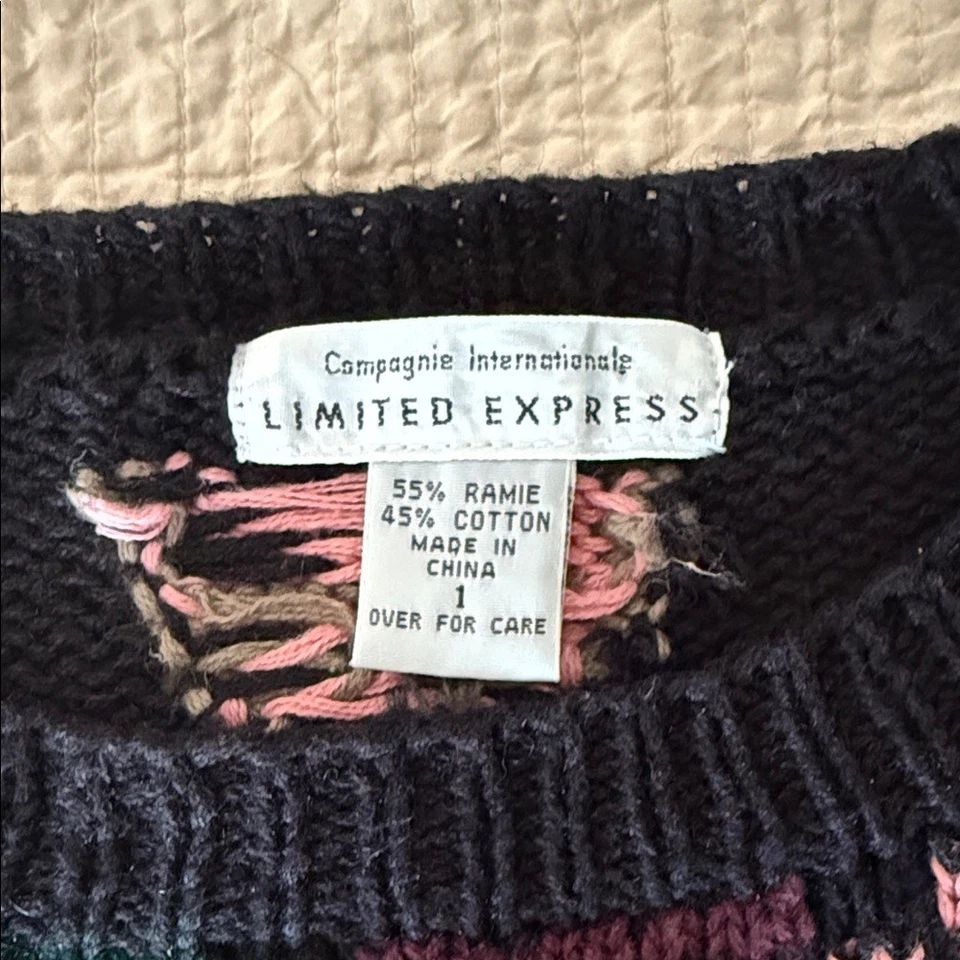 Compagnie Internationale
LIMITED EXPRESS
55% RAMIE
45% COTTON
MADE IN
CHINA
1
OVER FOR CARE